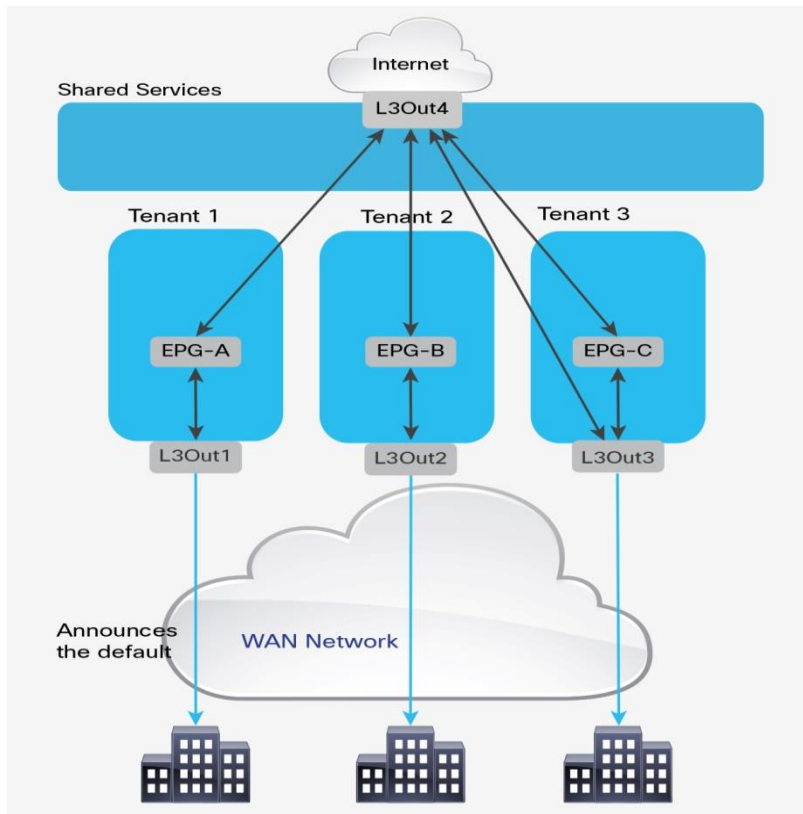 Internet
Shared Services
L3Out4
Tenant 1
Tenant 2
Tenant 3
EPG-A
EPG-B
EPG-C
L3Out1
L3Out2
L3Out3
Announces
the default
WAN Network